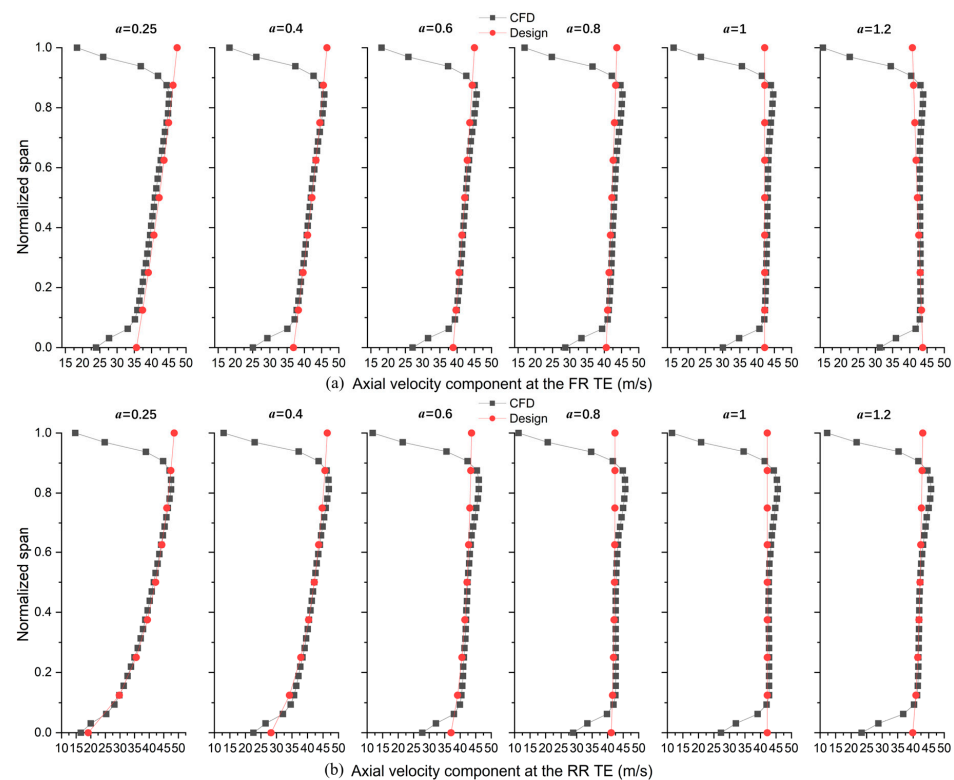 CFD
Design
a=0.25 a=0.4 a=0.6 a=0.8 a=1 a=1.2
1.0
0.8
0.6
0.4
0.2
0.0
Normalized span
15 20 25 30 35 40 45 50 15 20 25 30 35 40 45 50 15 20 25 30 35 40 45 50 15 20 25 30 35 40 45 50 15 20 25 30 35 40 45 50 15 20 25 30 35 40 45 50
(a) Axial velocity component at the FR TE (m/s)
CFD
Design
a=0.25 a=0.4 a=0.6 a=0.8 a=1 a=1.2
1.0
0.8
0.6
0.4
0.2
0.0
Normalized span
10 15 20 25 30 35 40 45 50 10 15 20 25 30 35 40 45 50 10 15 20 25 30 35 40 45 50 10 15 20 25 30 35 40 45 50 10 15 20 25 30 35 40 45 50 10 15 20 25 30 35 40 45 50
(b) Axial velocity component at the RR TE (m/s)